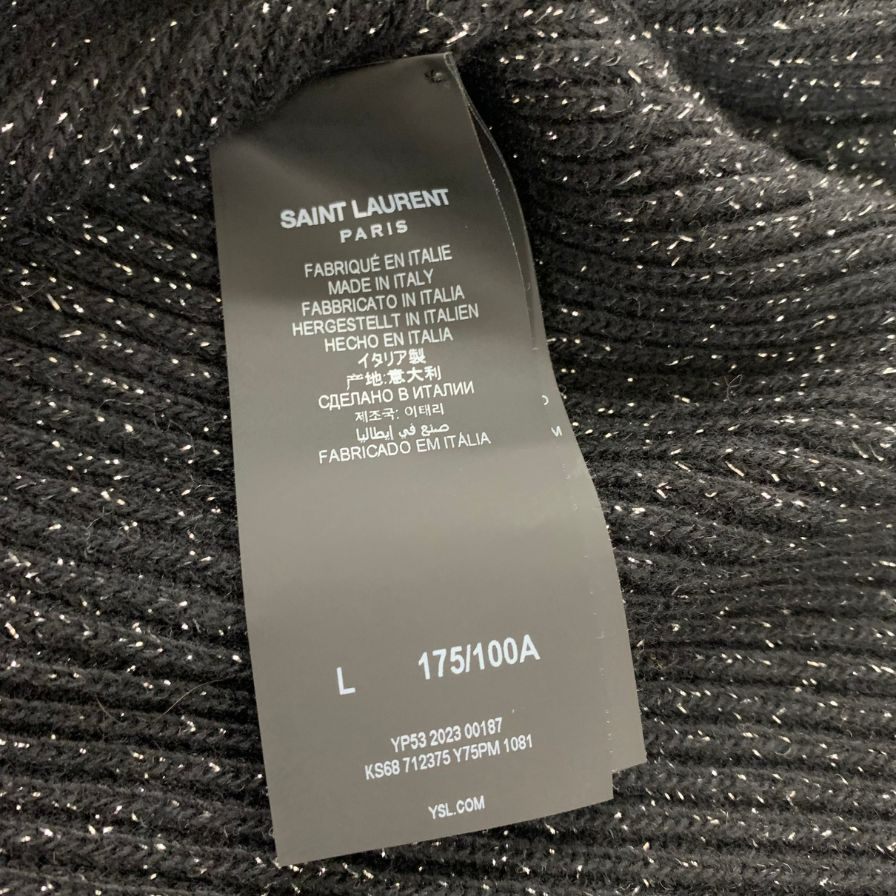 SAINT LAURENT
PARIS
FABRIQUÉ EN ITALIE
MADE IN ITALY
FABBRICATO IN ITALIA
HERGESTELLT IN ITALIEN
HECHO EN ITALIA
イタリア製
产地:意大利
СДЕЛАНО В ИТАЛИИ
제조국: 이태리
صنع في إيطاليا
FABRICADO EM ITÁLIA
L 175/100A
YP53 2023 00187
KS68 712375 Y75PM 1081
YSL.COM